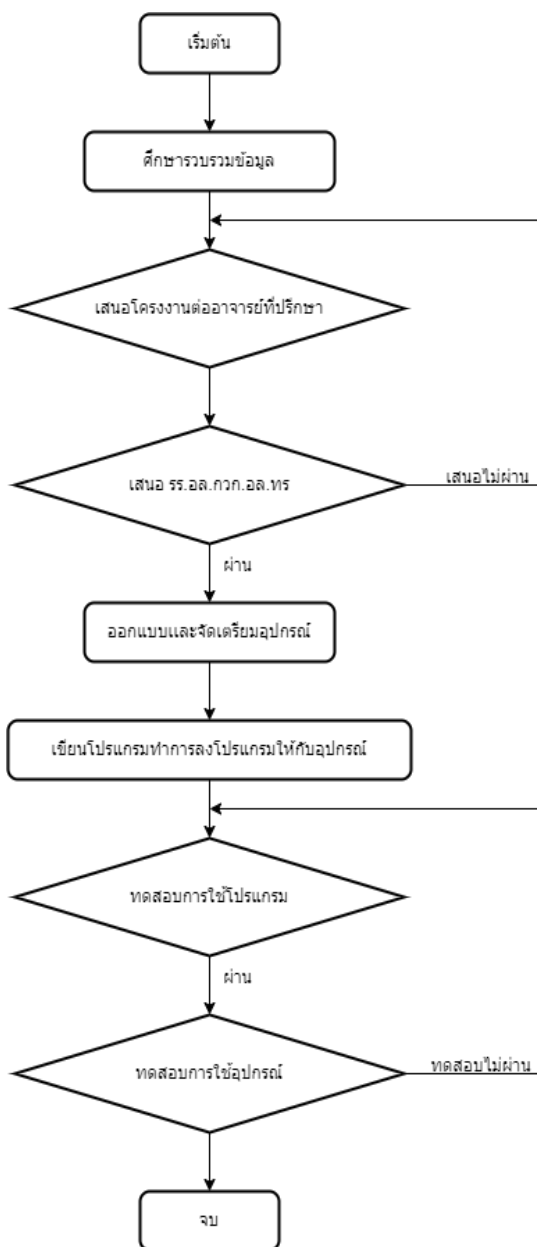 เริ่มต้น
ศึกษารวบรวมข้อมูล
เสนอโครงงานต่ออาจารย์ที่ปรึกษา
เสนอ รร.อล.กวก.อล.ทร
เสนอไม่ผ่าน
ผ่าน
ออกแบบและจัดเตรียมอุปกรณ์
เขียนโปรแกรมทำการลงโปรแกรมให้กับอุปกรณ์
ทดสอบการใช้โปรแกรม
ผ่าน
ทดสอบการใช้อุปกรณ์
ทดสอบไม่ผ่าน
จบ